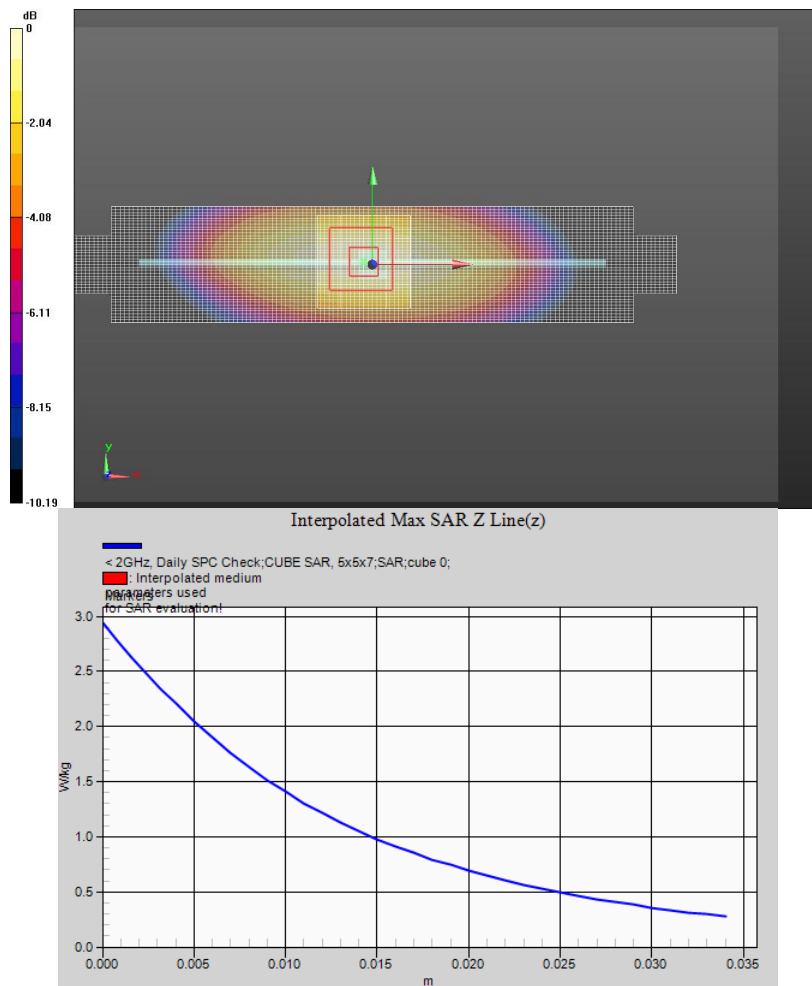 dB
0
-2.04
-4.08
-6.11
-8.15
-10.19
y
Interpolated Max SAR Z Line(z)
< 2GHz, Daily SPC Check;CUBE SAR, 5x5x7;SAR;cube 0;
: Interpolated medium
parameters used
Markers
for SAR evaluation!
3.0
2.5
2.0
1.5
1.0
0.5
0.0
W/kg
0.000 0.005 0.010 0.015 0.020 0.025 0.030 0.035
m